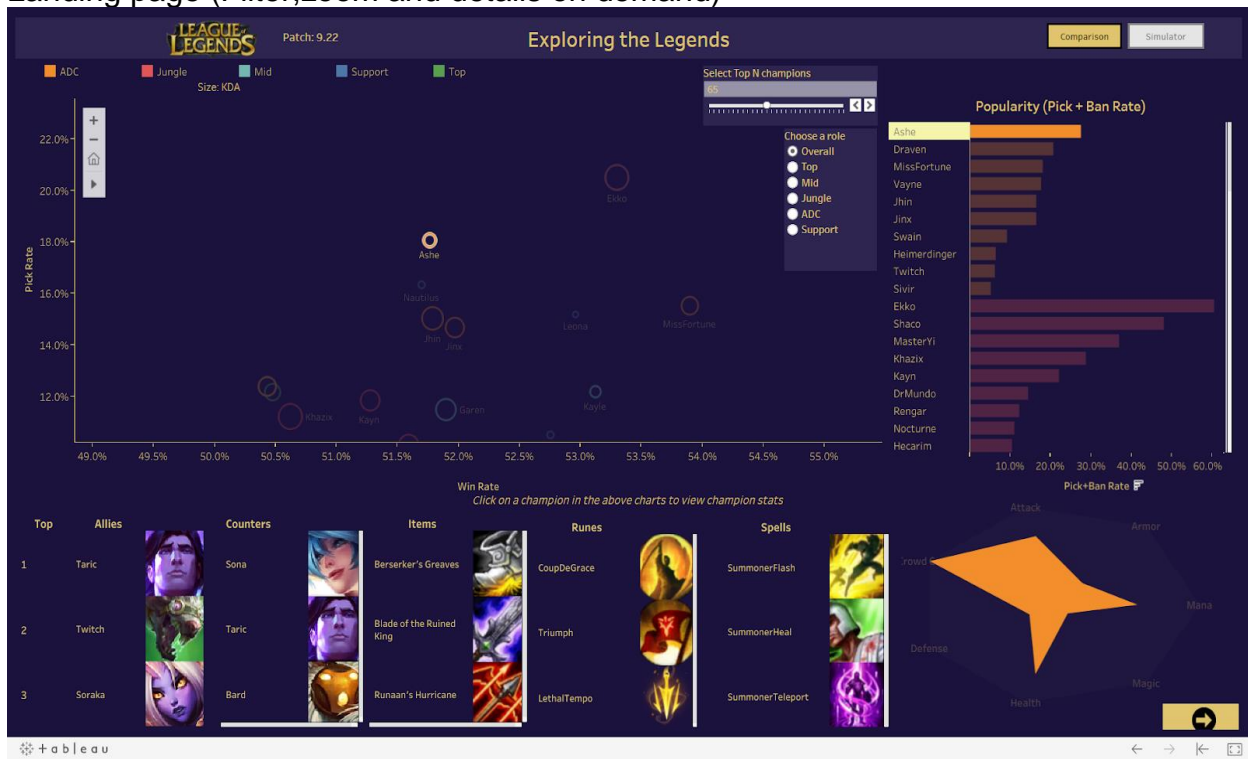 Landing page (Filter,zoom and details on demand)
LEAGUE OF LEGENDS
Patch: 9.22
Exploring the Legends
Comparison
Simulator
ADC
Jungle
Mid
Support
Top
Size: KDA
Select Top N champions
65
Choose a role
Overall
Top
Mid
Jungle
ADC
Support
Pick Rate
22.0%
20.0%
18.0%
16.0%
14.0%
12.0%
Ekko
Ashe
Nautilus
Leona
MissFortune
Jhin
Jinx
Khazix
Kayn
Garen
Kayle
49.0%
49.5%
50.0%
50.5%
51.0%
51.5%
52.0%
52.5%
53.0%
53.5%
54.0%
54.5%
55.0%
Win Rate
Popularity (Pick + Ban Rate)
Ashe
Draven
MissFortune
Vayne
Jhin
Jinx
Swain
Heimerdinger
Twitch
Sivir
Ekko
Shaco
MasterYi
Khazix
Kayn
DrMundo
Rengar
Nocturne
Hecarim
10.0% 20.0% 30.0% 40.0% 50.0% 60.0%
Pick+Ban Rate
Click on a champion in the above charts to view champion stats
Top
Allies
Counters
Items
Runes
Spells
1
Taric
Sona
Berserker's Greaves
CoupDeGrace
SummonerFlash
2
Twitch
Taric
Blade of the Ruined
King
Triumph
SummonerHeal
3
Soraka
Bard
Runaan's Hurricane
LethalTempo
SummonerTeleport
Attack
Armor
Mana
Magic
Health
Defense
+ableau